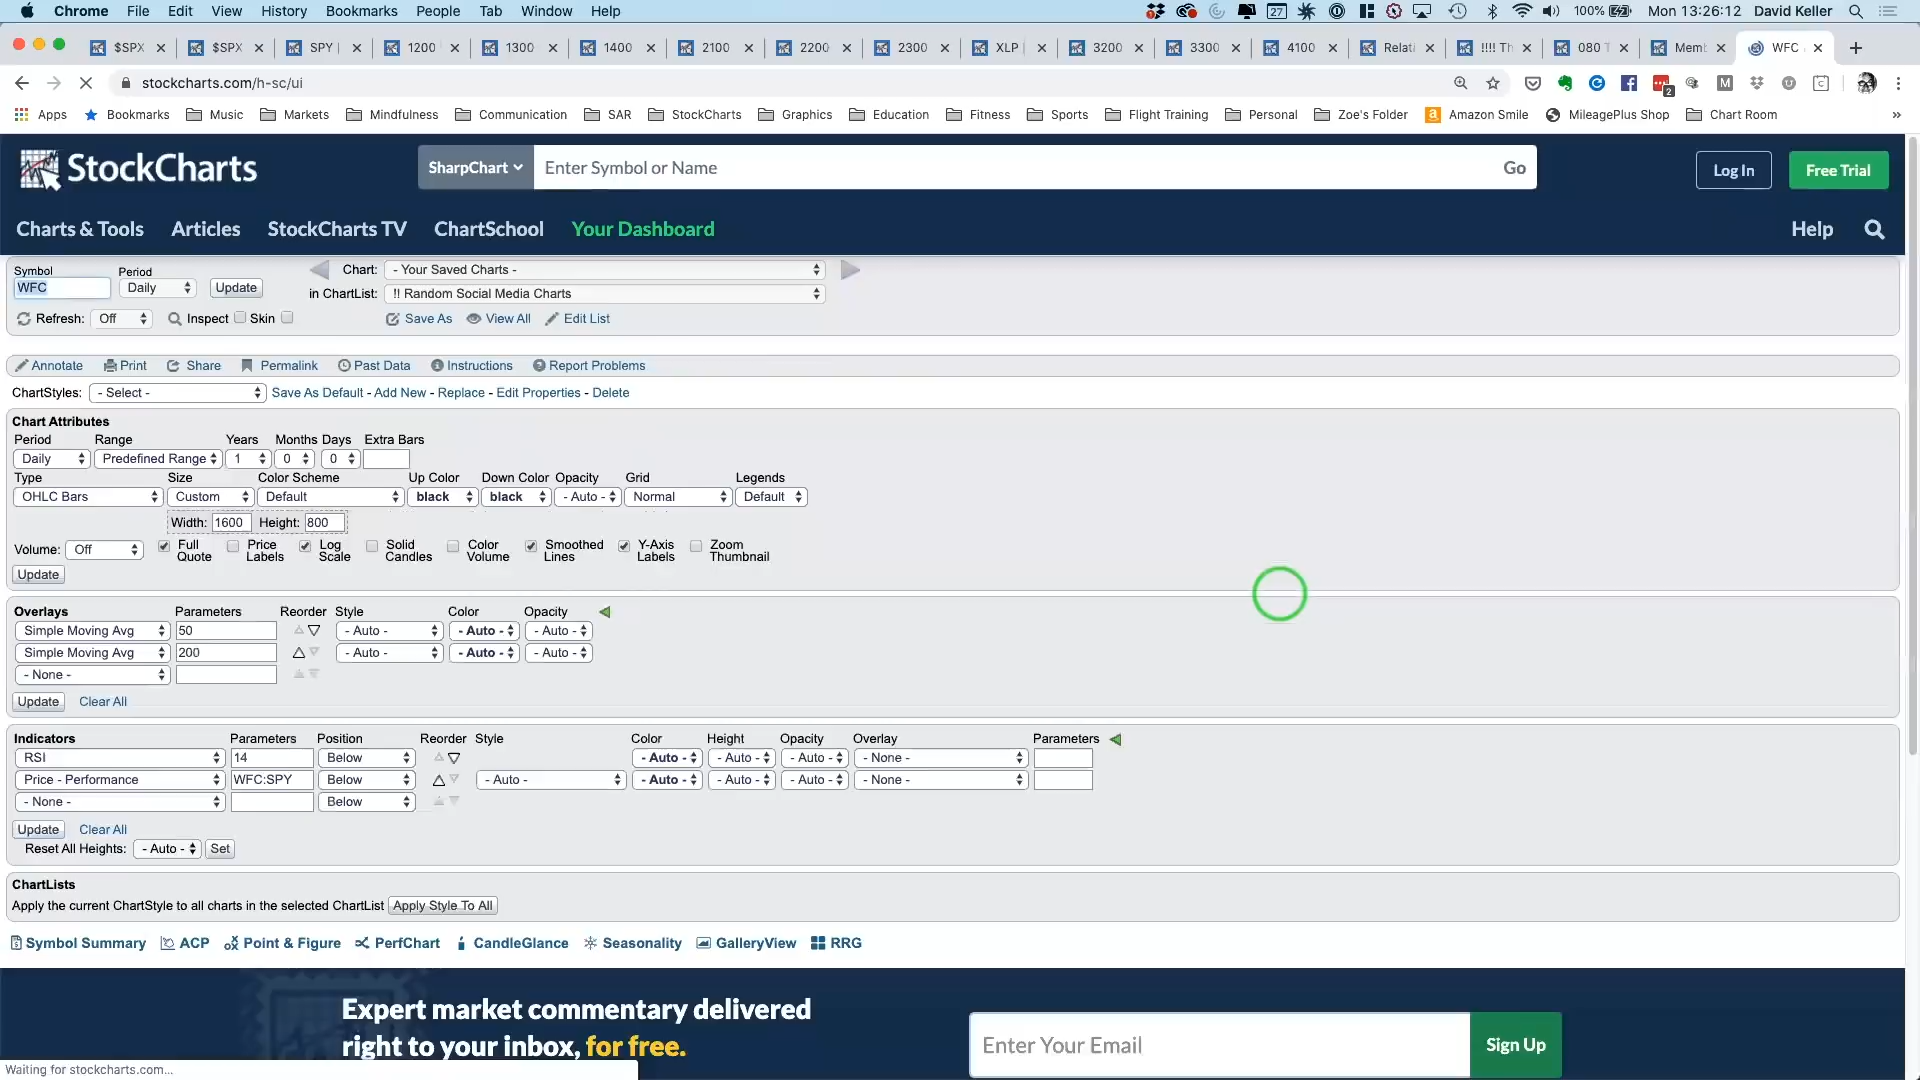 Chrome File Edit View History Bookmarks People Tab Window Help 27 100% Mon 13:26:12 David Keller
$SPX $SPX SPY | 1200 1300 1400 2100 2200 2300 XLP | 3200 3300 4100 Relat !!!! Th 080 T Memb WFC
stockcharts.com/h-sc/ui 2
Apps Bookmarks Music Markets Mindfulness Communication SAR StockCharts Graphics Education Fitness Sports Flight Training Personal Zoe's Folder Amazon Smile MileagePlus Shop Chart Room »
StockCharts SharpChart Enter Symbol or Name Go Log In Free Trial
Charts & Tools Articles StockCharts TV ChartSchool Your Dashboard Help
Symbol Period Chart: - Your Saved Charts -
WFC Daily Update in ChartList: !! Random Social Media Charts
Refresh: Off Inspect Skin Save As View All Edit List
Annotate Print Share Permalink Past Data Instructions Report Problems
ChartStyles: - Select - Save As Default - Add New - Replace - Edit Properties - Delete
Chart Attributes
Period Range Years Months Days Extra Bars
Daily Predefined Range 1 0 0
Type Size Color Scheme Up Color Down Color Opacity Grid Legends
OHLC Bars Custom Default black black - Auto - Normal Default
Width: 1600 Height: 800
Volume: Off Full Quote Price Labels Log Scale Solid Candles Color Volume Smoothed Lines Y-Axis Labels Zoom Thumbnail
Update
Overlays Parameters Reorder Style Color Opacity
Simple Moving Avg 50 - Auto - - Auto - - Auto -
Simple Moving Avg 200 - Auto - - Auto - - Auto -
- None -
Update Clear All
Indicators Parameters Position Reorder Style Color Height Opacity Overlay Parameters
RSI 14 Below - Auto - - Auto - - Auto - - None -
Price - Performance WFC:SPY Below - Auto - - Auto - - Auto - - Auto - - None -
- None - Below
Update Clear All
Reset All Heights: - Auto - Set
ChartLists
Apply the current ChartStyle to all charts in the selected ChartList Apply Style To All
Symbol Summary ACP Point & Figure PerfChart CandleGlance Seasonality GalleryView RRG
Expert market commentary delivered
right to your inbox, for free.
Enter Your Email Sign Up
Waiting for stockcharts.com...